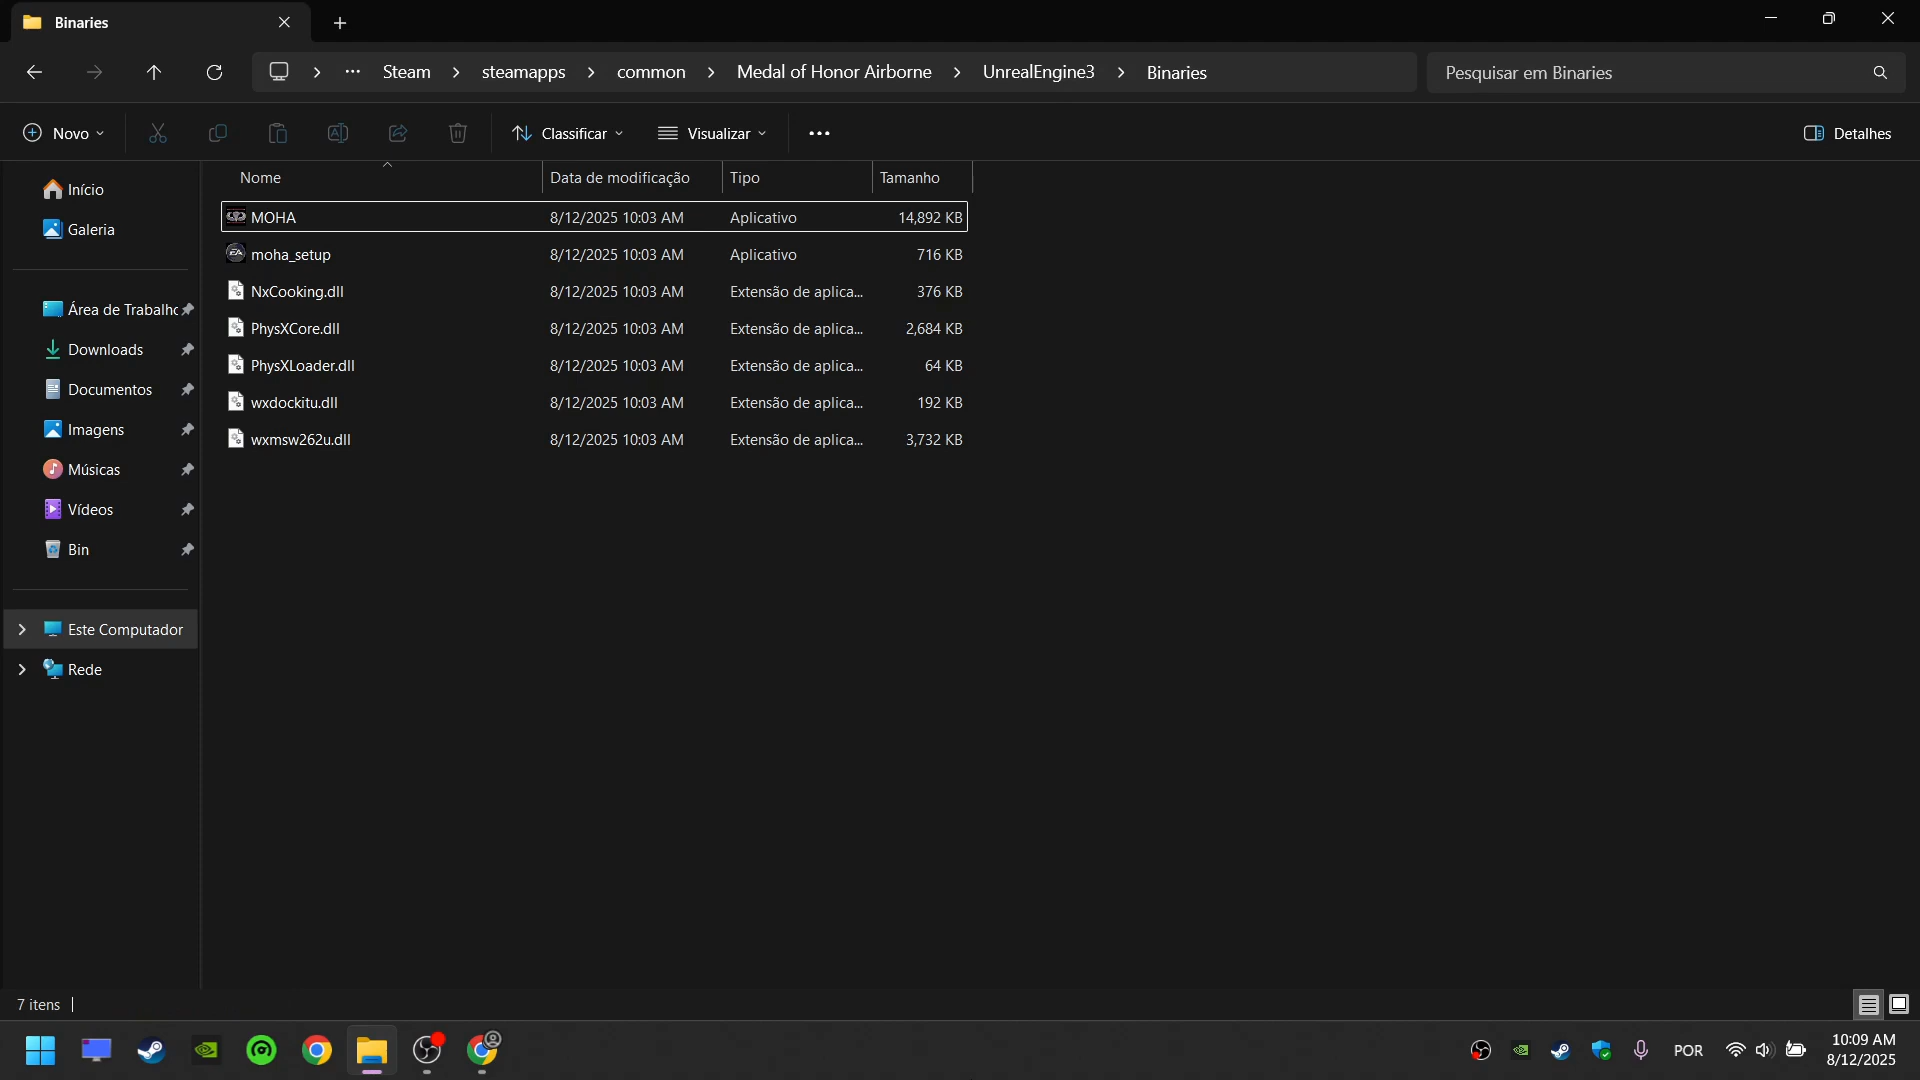 Binaries
Steam > steamapps > common > Medal of Honor Airborne > UnrealEngine3 > Binaries
Pesquisar em Binaries
Novo
Classificar
Visualizar
Detalhes
Nome Data de modificação Tipo Tamanho
MOHA 8/12/2025 10:03 AM Aplicativo 14,892 KB
moha_setup 8/12/2025 10:03 AM Aplicativo 716 KB
NxCooking.dll 8/12/2025 10:03 AM Extensão de aplica... 376 KB
PhysXCore.dll 8/12/2025 10:03 AM Extensão de aplica... 2,684 KB
PhysXLoader.dll 8/12/2025 10:03 AM Extensão de aplica... 64 KB
wxdockitu.dll 8/12/2025 10:03 AM Extensão de aplica... 192 KB
wxmsw262u.dll 8/12/2025 10:03 AM Extensão de aplica... 3,732 KB
Início
Galeria
Área de Trabalho
Downloads
Documentos
Imagens
Músicas
Vídeos
Bin
Este Computador
Rede
7 itens
POR
10:09 AM
8/12/2025